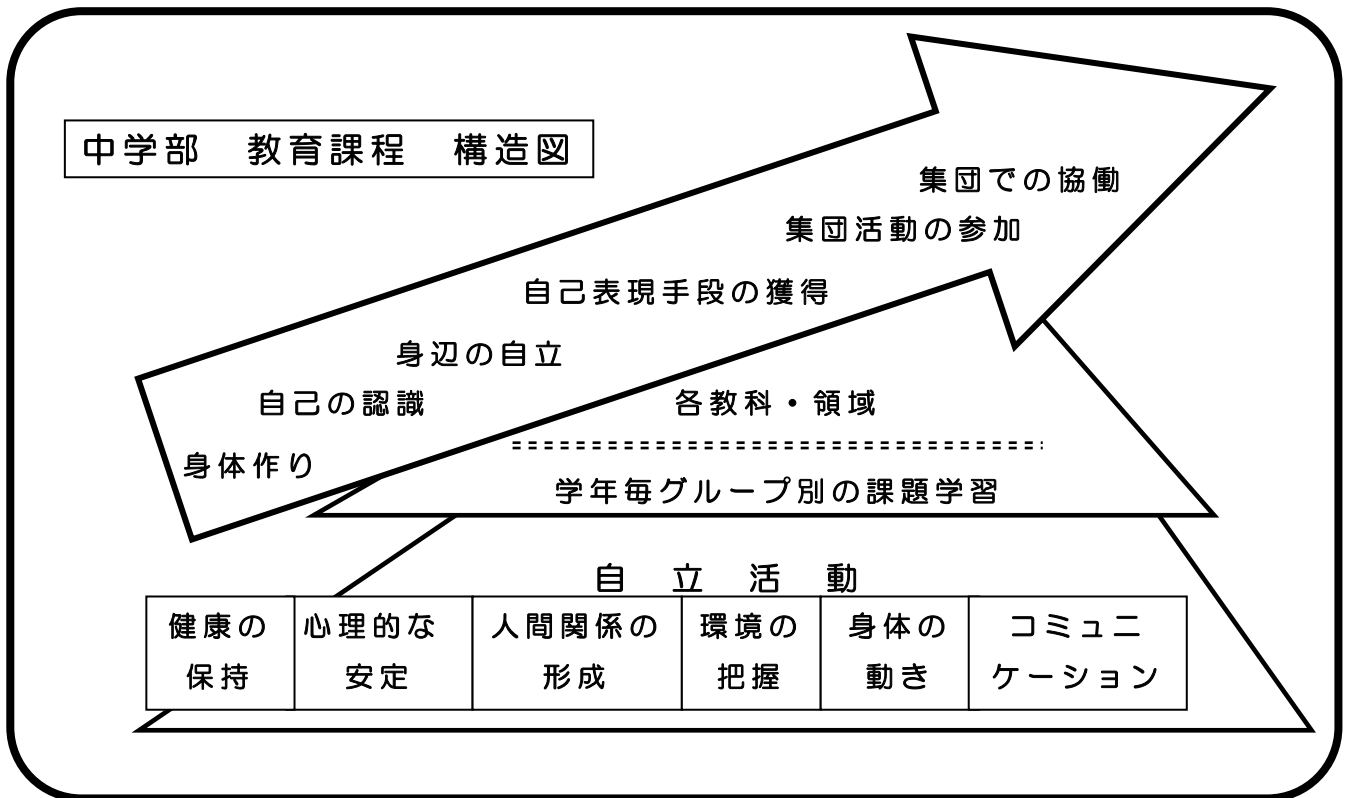 中学部　教育課程　構造図
集団での協働
集団活動の参加
自己表現手段の獲得
身辺の自立
自己の認識
身体作り
各教科・領域
学年毎グループ別の課題学習
自　立　活　動
健康の
保持
心理的な
安定
人間関係の
形成
環境の
把握
身体の
動き
コミュニ
ケーション